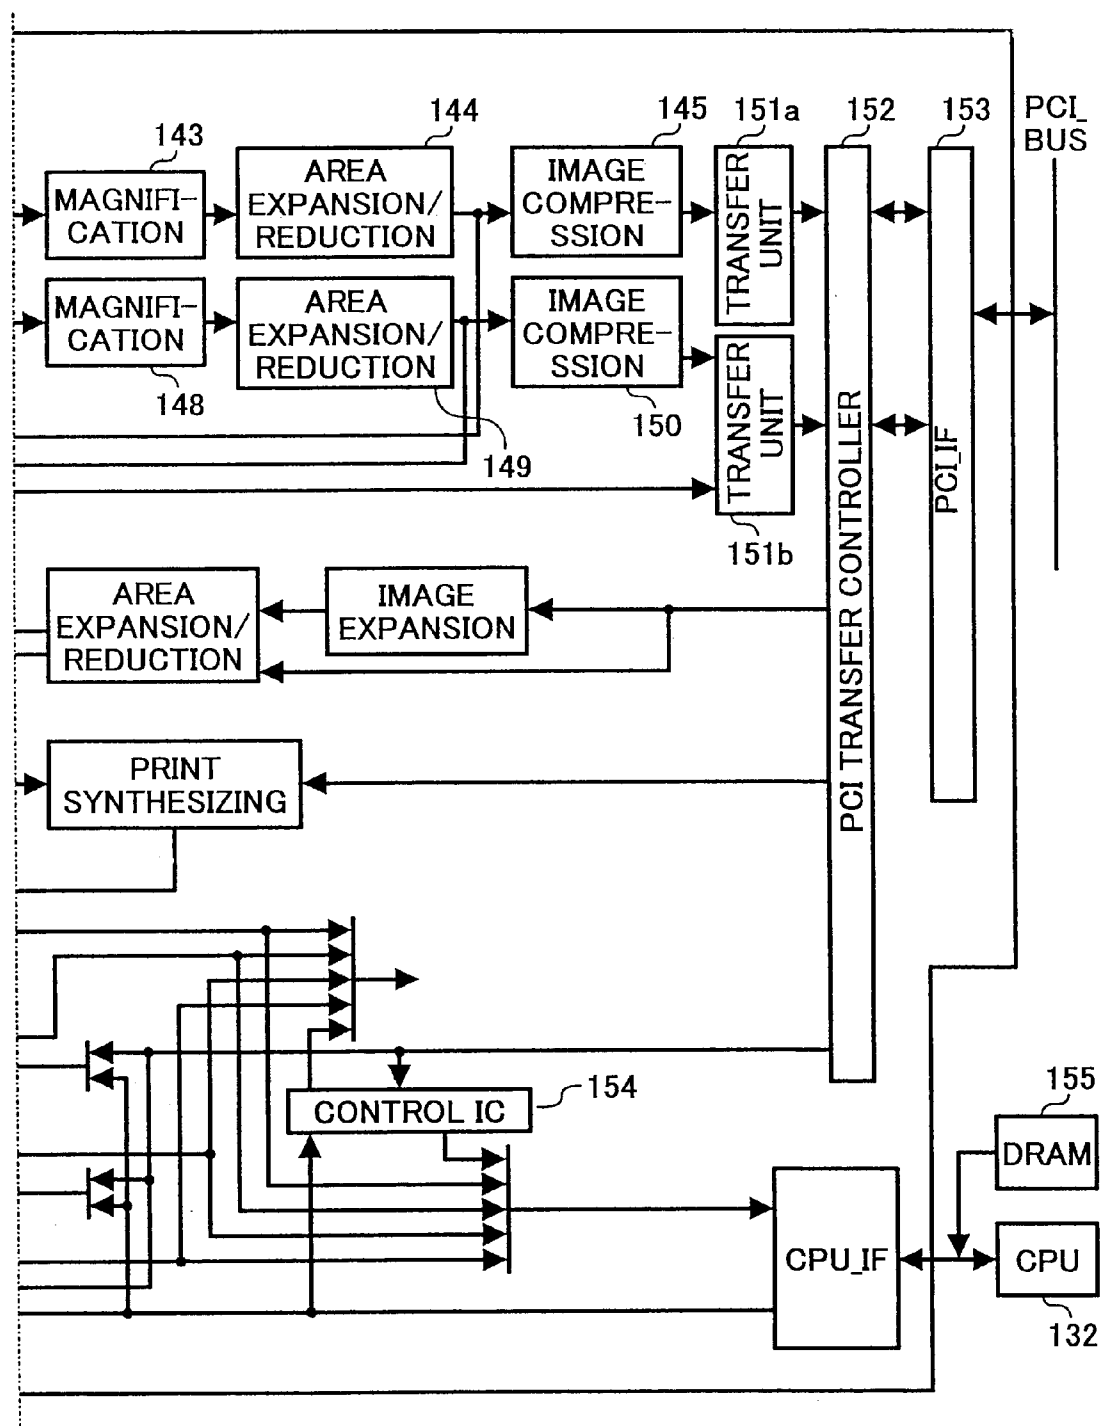 143
MAGNIFI-
CATION
144
AREA
EXPANSION/
REDUCTION
145
IMAGE
COMPRE-
SSION
151a
TRANSFER
UNIT
152
PCI TRANSFER CONTROLLER
153
PCI_IF
PCI_
BUS
MAGNIFI-
CATION
148
AREA
EXPANSION/
REDUCTION
149
IMAGE
COMPRE-
SSION
150
TRANSFER
UNIT
151b
AREA
EXPANSION/
REDUCTION
IMAGE
EXPANSION
PRINT
SYNTHESIZING
CONTROL IC
154
155
DRAM
CPU_IF
CPU
132